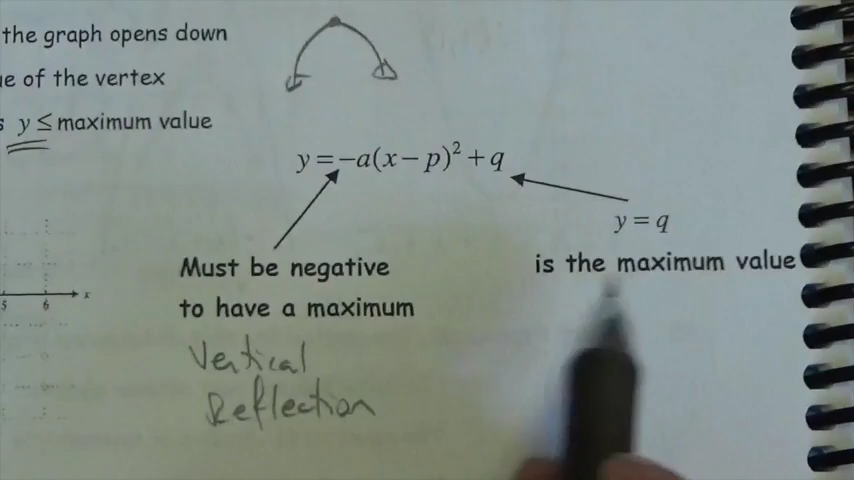 the graph opens down
ue of the vertex
s y ≤ maximum value
y = -a(x - p)² + q
y = q
Must be negative
to have a maximum
is the maximum value
Vertical
Reflection
5 6 x